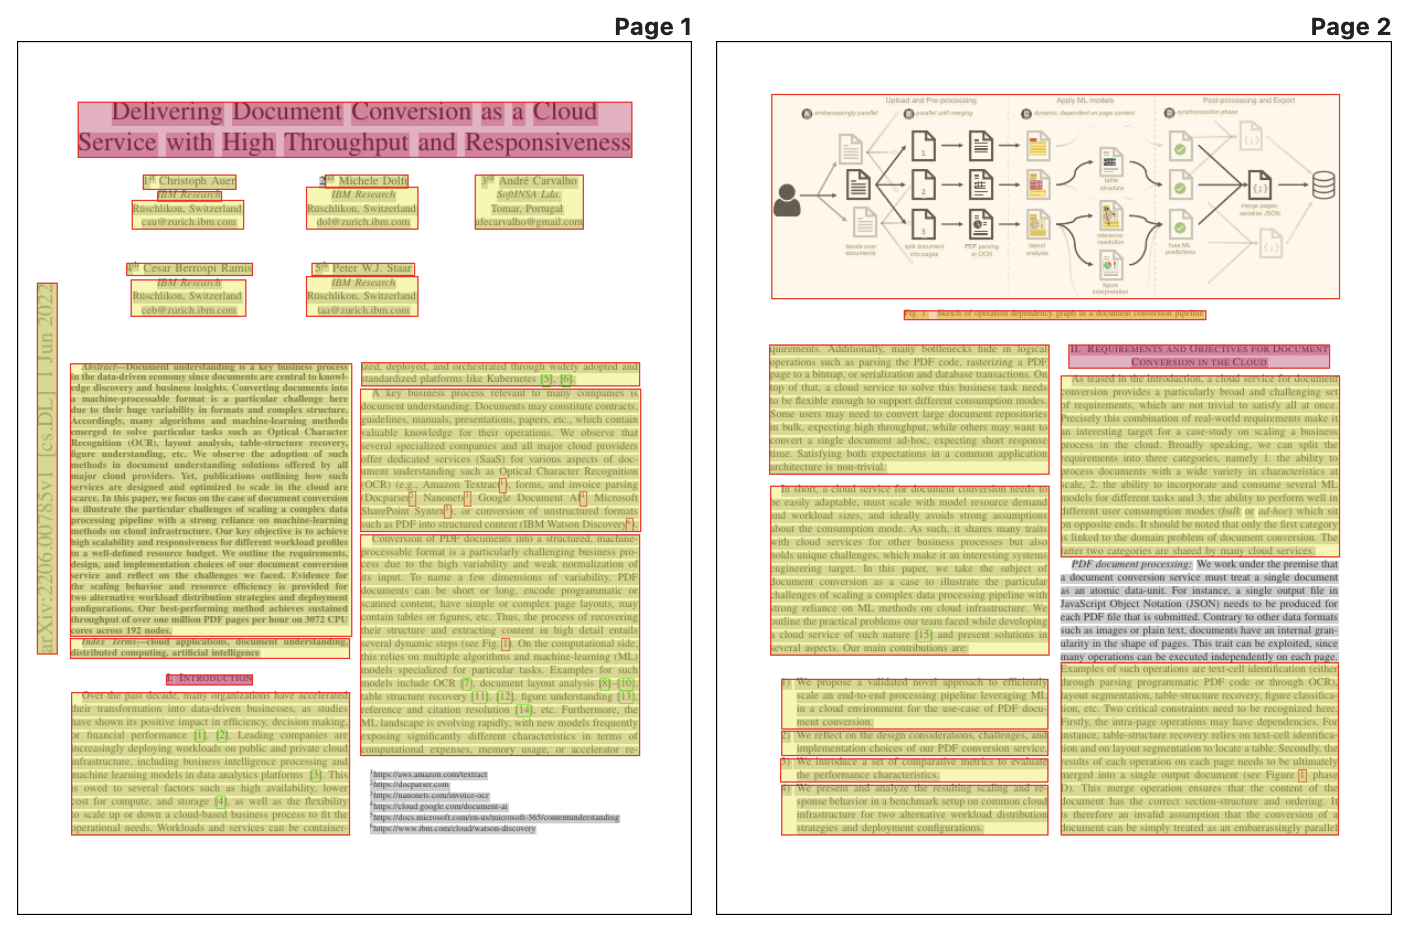 Page 1
Delivering Document Conversion as a Cloud
Service with High Throughput and Responsiveness
1st Christoph Auer
IBM Research
Rüschlikon, Switzerland
cau@zurich.ibm.com
2nd Michele Dolfi
IBM Research
Rüschlikon, Switzerland
dol@zurich.ibm.com
3rd André Carvalho
SoftINSA Lda.
Tomar, Portugal
afecarvalho@gmail.com
4th Cesar Berrospi Ramis
IBM Research
Rüschlikon, Switzerland
ceb@zurich.ibm.com
5th Peter W.J. Staar
IBM Research
Rüschlikon, Switzerland
taa@zurich.ibm.com
arXiv:2206.00785v1 [cs.DL] 1 Jun 2022
Abstract—Document understanding is a key business process
in the data-driven economy since documents are central to knowl-
edge discovery and business insights. Converting documents into
a machine-processable format is a particular challenge here
due to their huge variability in formats and complex structure.
Accordingly, many algorithms and machine-learning methods
emerged to solve particular tasks such as Optical Character
Recognition (OCR), layout analysis, table-structure recovery,
figure understanding, etc. We observe the adoption of such
methods in document understanding solutions offered by all
major cloud providers. Yet, publications outlining how such
services are designed and optimized to scale in the cloud are
scarce. In this paper, we focus on the case of document conversion
to illustrate the particular challenges of scaling a complex data
processing pipeline with a strong reliance on machine-learning
methods on cloud infrastructure. Our key objective is to achieve
high scalability and responsiveness for different workload profiles
in a well-defined resource budget. We outline the requirements,
design, and implementation choices of our document conversion
service and reflect on the challenges we faced. Evidence for
the scaling behavior and resource efficiency is provided for
two alternative workload distribution strategies and deployment
configurations. Our best-performing method achieves sustained
throughput of over one million PDF pages per hour on 3072 CPU
cores across 192 nodes.
Index Terms—cloud applications, document understanding,
distributed computing, artificial intelligence
I. Introduction
Over the past decade, many organizations have accelerated
their transformation into data-driven businesses, as studies
have shown its positive impact in efficiency, decision making,
or financial performance [1], [2]. Leading companies are
increasingly deploying workloads on public and private cloud
infrastructure, including business intelligence processing and
machine learning models in data analytics platforms [3]. This
is owed to several factors such as high availability, lower
cost for compute, and storage [4], as well as the flexibility
to scale up or down a cloud-based business process to fit the
operational needs. Workloads and services can be container-
ized, deployed, and orchestrated through widely adopted and
standardized platforms like Kubernetes [5], [6].
A key business process relevant to many companies is
document understanding. Documents may constitute contracts,
guidelines, manuals, presentations, papers, etc., which contain
valuable knowledge for their operations. We observe that
several specialized companies and all major cloud providers
offer dedicated services (SaaS) for various aspects of doc-
ument understanding such as Optical Character Recognition
(OCR) (e.g., Amazon Textract1), forms, and invoice parsing
(Docparser2, Nanonets3, Google Document AI4, Microsoft
SharePoint Syntex5), or conversion of unstructured formats
such as PDF into structured content (IBM Watson Discovery6).
Conversion of PDF documents into a structured, machine-
processable format is a particularly challenging business pro-
cess due to the high variability and weak normalization of
its input. To name a few dimensions of variability, PDF
documents can be short or long, encode programmatic or
scanned content, have simple or complex page layouts, may
contain tables or figures, etc. Thus, the process of recovering
their structure and extracting content in high detail entails
several dynamic steps (see Fig. 1). On the computational side,
this relies on multiple algorithms and machine-learning (ML)
models specialized for particular tasks. Examples for such
models include OCR [7], document layout analysis [8]–[10],
table structure recovery [11], [12], figure understanding [13],
reference and citation resolution [14], etc. Furthermore, the
ML landscape is evolving rapidly, with new models frequently
exposing significantly different characteristics in terms of
computational expenses, memory usage, or accelerator re-
1https://aws.amazon.com/textract
2https://docparser.com
3https://nanonets.com/invoice-ocr
4https://cloud.google.com/document-ai
5https://docs.microsoft.com/en-us/microsoft-365/contentunderstanding
6https://www.ibm.com/cloud/watson-discovery
Page 2
Upload and Pre-processing
Apply ML models
Post-processing and Export
A embarrassingly parallel
B parallel until merging
C dynamic, dependent on page content
D synchronization phase
1
2
3
iterate over
documents
split document
into pages
PDF parsing
or OCR
layout
analysis
table
structure
reference
resolution
figure
interpretation
fuse ML
predictions
merge pages,
serialize JSON
Fig. 1. Sketch of operation dependency graph in a document conversion pipeline
quirements. Additionally, many bottlenecks hide in logical
operations such as parsing the PDF code, rasterizing a PDF
page to a bitmap, or serialization and database transactions. On
top of that, a cloud service to solve this business task needs
to be flexible enough to support different consumption modes.
Some users may need to convert large document repositories
in bulk, expecting high throughput, while others may want to
convert a single document ad-hoc, expecting short response
time. Satisfying both expectations in a common application
architecture is non-trivial.
In short, a cloud service for document conversion needs to
be easily adaptable, must scale with model resource demand
and workload sizes, and ideally avoids strong assumptions
about the consumption mode. As such, it shares many traits
with cloud services for other business processes but also
holds unique challenges, which make it an interesting systems
engineering target. In this paper, we take the subject of
document conversion as a case to illustrate the particular
challenges of scaling a complex data processing pipeline with
strong reliance on ML methods on cloud infrastructure. We
outline the practical problems our team faced while developing
a cloud service of such nature [15] and present solutions in
several aspects. Our main contributions are:
1) We propose a validated novel approach to efficiently
scale an end-to-end processing pipeline leveraging ML
in a cloud environment for the use-case of PDF docu-
ment conversion.
2) We reflect on the design considerations, challenges, and
implementation choices of our PDF conversion service.
3) We introduce a set of comparative metrics to evaluate
the performance characteristics.
4) We present and analyze the resulting scaling and re-
sponse behavior in a benchmark setup on common cloud
infrastructure for two alternative workload distribution
strategies and deployment configurations.
II. Requirements and Objectives for Document
Conversion in the Cloud
As teased in the introduction, a cloud service for document
conversion provides a particularly broad and challenging set
of requirements, which are not trivial to satisfy all at once.
Precisely this combination of real-world requirements make it
an interesting target for a case-study on scaling a business
process in the cloud. Broadly speaking, we can split the
requirements into three categories, namely 1. the ability to
process documents with a wide variety in characteristics at
scale, 2. the ability to incorporate and consume several ML
models for different tasks and 3. the ability to perform well in
different user consumption modes (bulk or ad-hoc) which sit
on opposite ends. It should be noted that only the first category
is linked to the domain problem of document conversion. The
latter two categories are shared by many cloud services.
PDF document processing: We work under the premise that
a document conversion service must treat a single document
as an atomic data-unit. For instance, a single output file in
JavaScript Object Notation (JSON) needs to be produced for
each PDF file that is submitted. Contrary to other data formats
such as images or plain text, documents have an internal gran-
ularity in the shape of pages. This trait can be exploited, since
many operations can be executed independently on each page.
Examples of such operations are text-cell identification (either
through parsing programmatic PDF code or through OCR),
layout segmentation, table-structure recovery, figure classifica-
tion, etc. Two critical constraints need to be recognized here.
Firstly, the intra-page operations may have dependencies. For
instance, table-structure recovery relies on text-cell identifica-
tion and on layout segmentation to locate a table. Secondly, the
results of each operation on each page needs to be ultimately
merged into a single output document (see Figure 1, phase
D). This merge operation ensures that the content of the
document has the correct section-structure and ordering. It
is therefore an invalid assumption that the conversion of a
document can be simply treated as an embarrassingly parallel